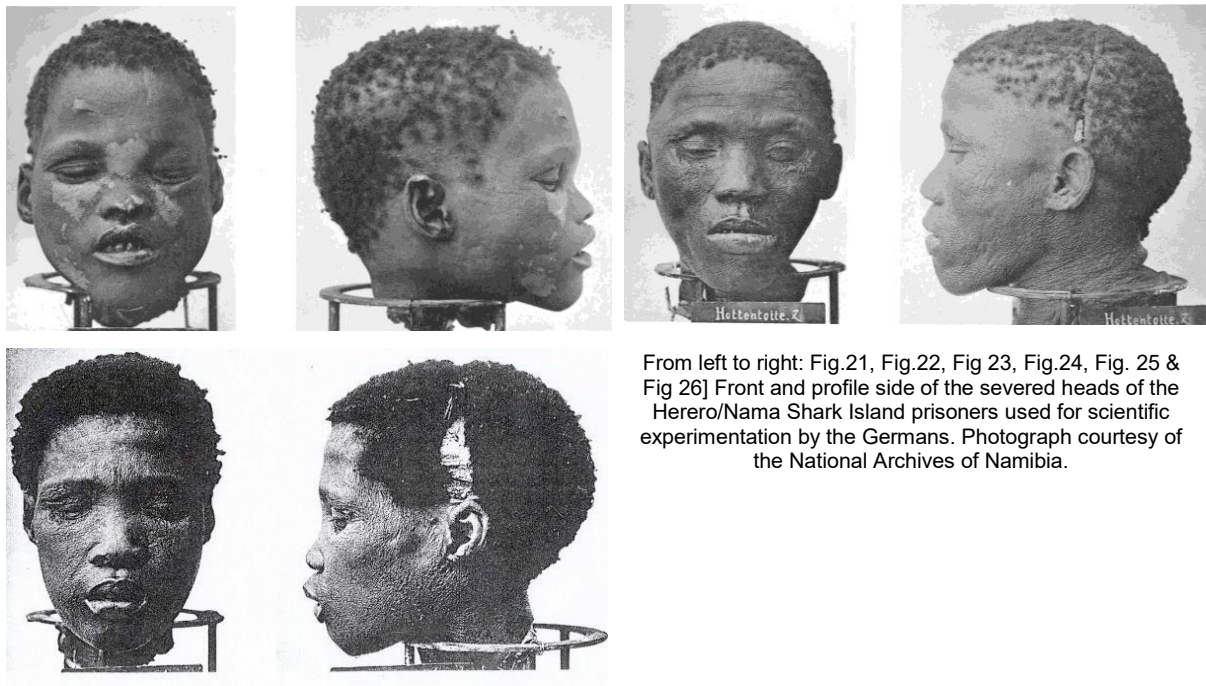 Hottentotte. 2
Hottentotte. 2
From left to right: Fig.21, Fig.22, Fig 23, Fig.24, Fig. 25 &
Fig 26] Front and profile side of the severed heads of the
Herero/Nama Shark Island prisoners used for scientific
experimentation by the Germans. Photograph courtesy of
the National Archives of Namibia.